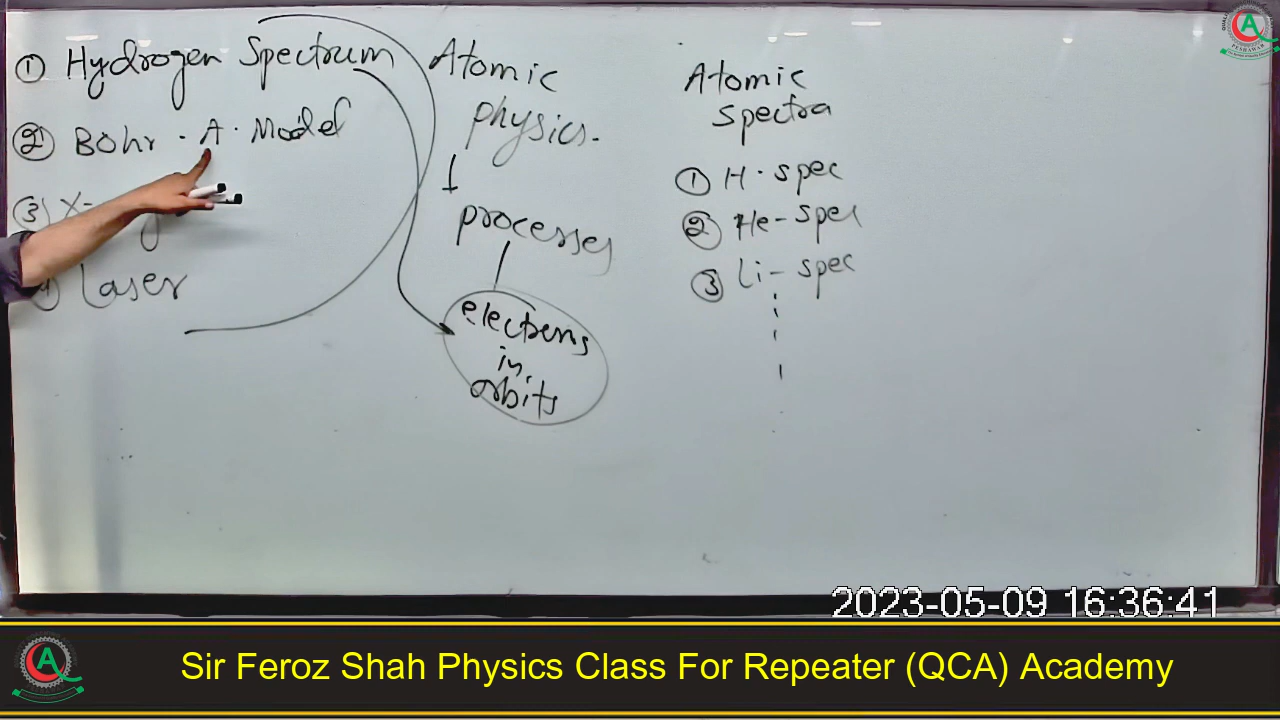 ① Hydrogen Spectrum
② Bohr . A . Model
③ X-
④ Laser
Atomic
physics.
processes
electrons
in
orbits
Atomic
spectra
① H. spec
② He-spec
③ Li-spec
2023-05-09 16:36:41
Sir Feroz Shah Physics Class For Repeater (QCA) Academy